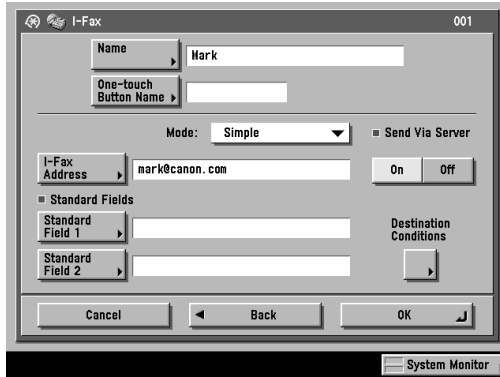 I-Fax 001
Name
Mark
One-touch
Button Name
Mode: Simple
Send Via Server
I-Fax
Address
mark@canon.com
On Off
Standard Fields
Standard
Field 1
Destination
Conditions
Standard
Field 2
Cancel Back OK
System Monitor